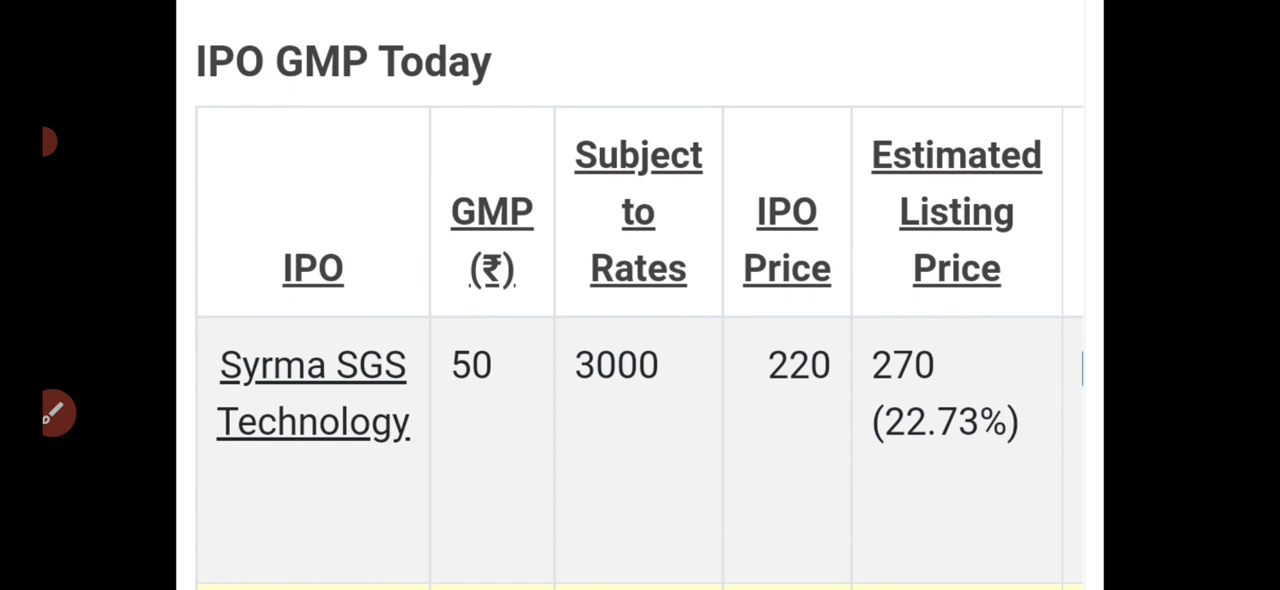 IPO GMP Today
IPO
GMP
(₹)
Subject
to
Rates
IPO
Price
Estimated
Listing
Price
Syrma SGS
Technology
50
3000
220
270
(22.73%)